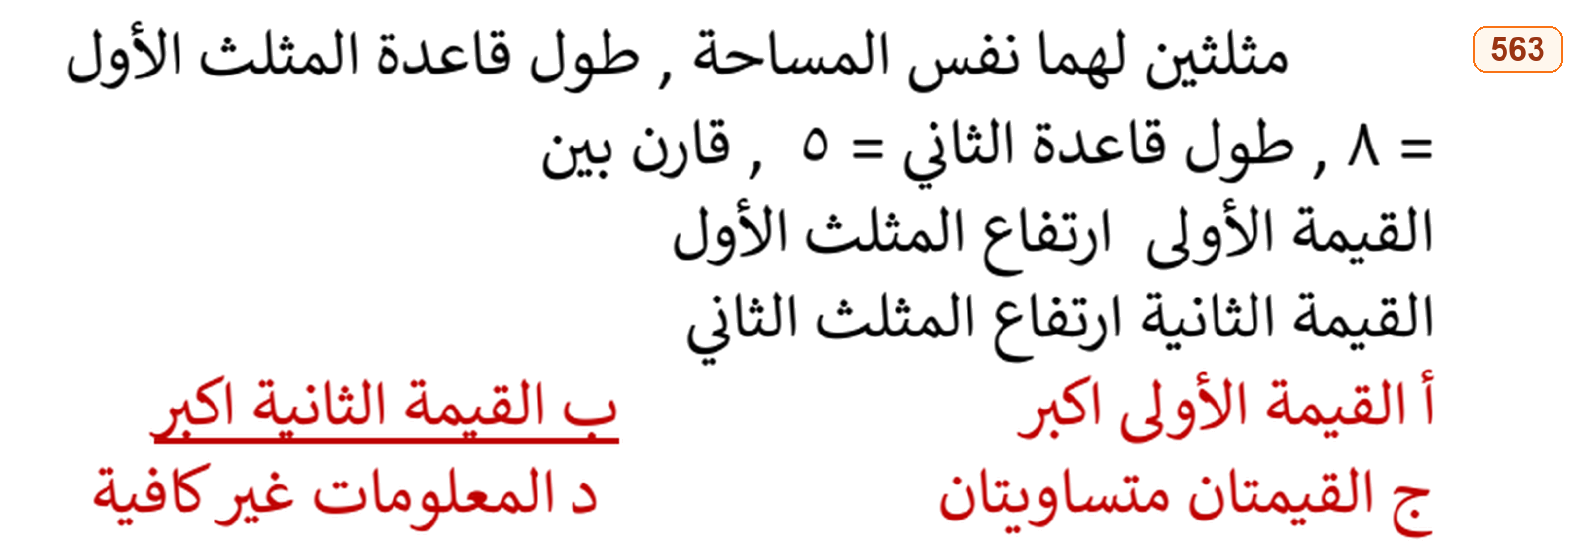 563
مثلثين لهما نفس المساحة , طول قاعدة المثلث الأول
= ٨ , طول قاعدة الثاني = ٥ , قارن بين
القيمة الأولى ارتفاع المثلث الأول
القيمة الثانية ارتفاع المثلث الثاني
أ القيمة الأولى اكبر ب القيمة الثانية اكبر
ج القيمتان متساويتان د المعلومات غير كافية